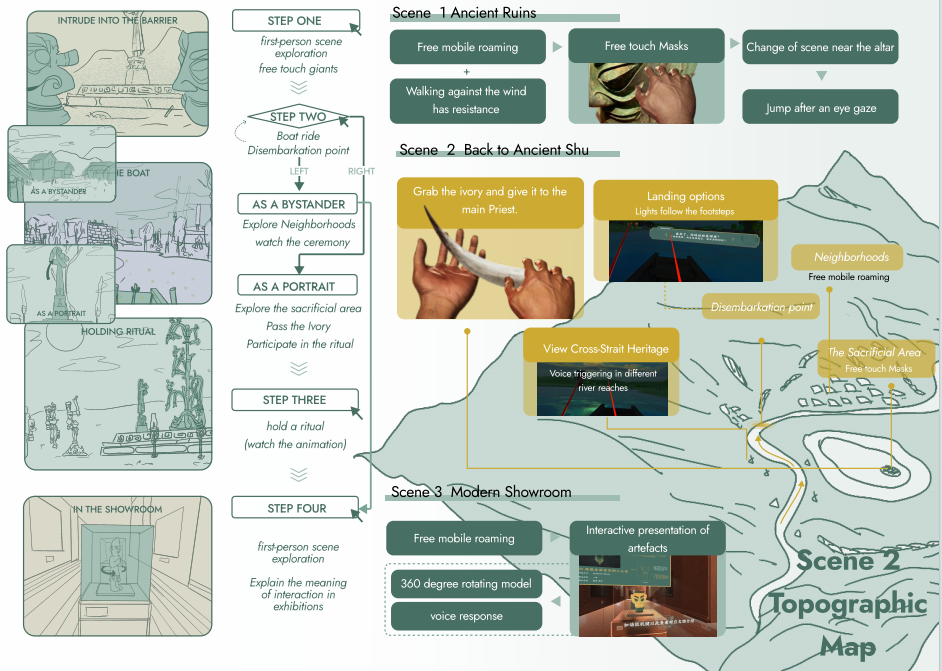 INTRUDE INTO THE BARRIER
AS A BYSTANDER
HE BOAT
AS A PORTRAIT
HOLDING RITUAL
IN THE SHOWROOM
STEP ONE
first-person scene
exploration
free touch giants
STEP TWO
Boat ride
Disembarkation point
LEFT
RIGHT
AS A BYSTANDER
Explore Neighborhoods
watch the ceremony
AS A PORTRAIT
Explore the sacrificial area
Pass the Ivory
Participate in the ritual
STEP THREE
hold a ritual
(watch the animation)
STEP FOUR
first-person scene
exploration
Explain the meaning
of interaction in
exhibitions
Scene 1 Ancient Ruins
Free mobile roaming
+
Walking against the wind
has resistance
Free touch Masks
Change of scene near the altar
Jump after an eye gaze
Scene 2 Back to Ancient Shu
Grab the ivory and give it to the
main Priest.
Landing options
Lights follow the footsteps
Neighborhoods
Free mobile roaming
Disembarkation point
View Cross-Strait Heritage
Voice triggering in different
river reaches
The Sacrificial Area
Free touch Masks
Scene 3 Modern Showroom
Free mobile roaming
360 degree rotating model
voice response
Interactive presentation of
artefacts
Scene 2
Topographic
Map